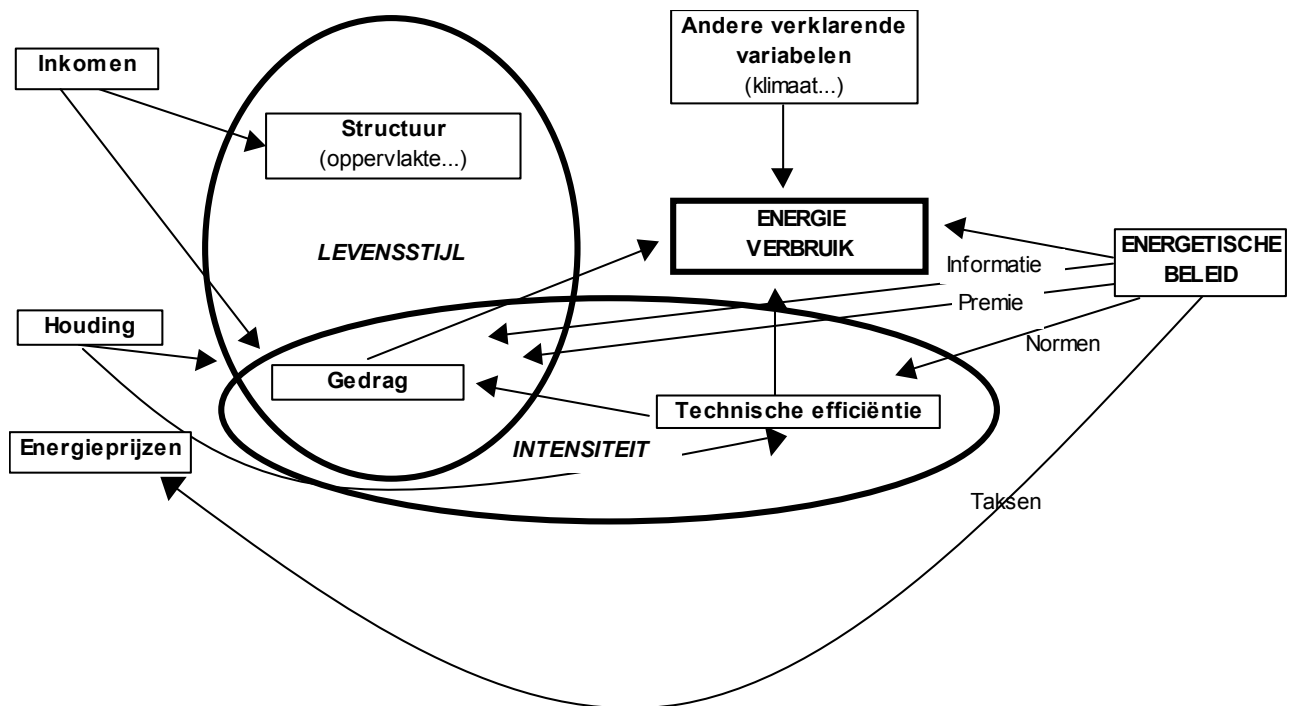 Andere verklarende
variabelen
(klimaat...)
Inkomen
Structuur
(oppervlakte...)
ENERGIE
VERBRUIK
LEVENSSTIJL
ENERGETISCHE
BELEID
Informatie
Premie
Houding
Normen
Gedrag
Technische efficiëntie
Energieprijzen
INTENSITEIT
Taksen